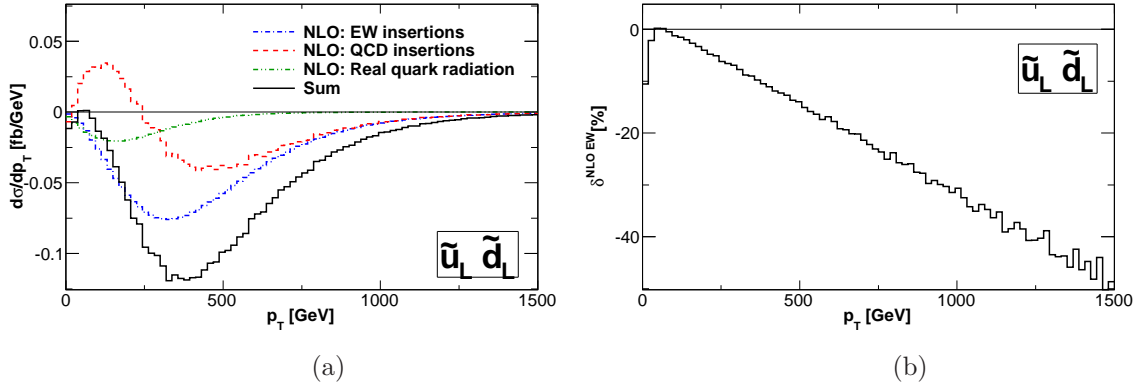 0.05
0
-0.05
-0.1
dσ/dp_T [fb/GeV]
NLO: EW insertions
NLO: QCD insertions
NLO: Real quark radiation
Sum
ũ_L d̃_L
0 500 1000 1500
p_T [GeV]
(a)
0
-20
-40
δ^NLO EW [%]
ũ_L d̃_L
0 500 1000 1500
p_T [GeV]
(b)